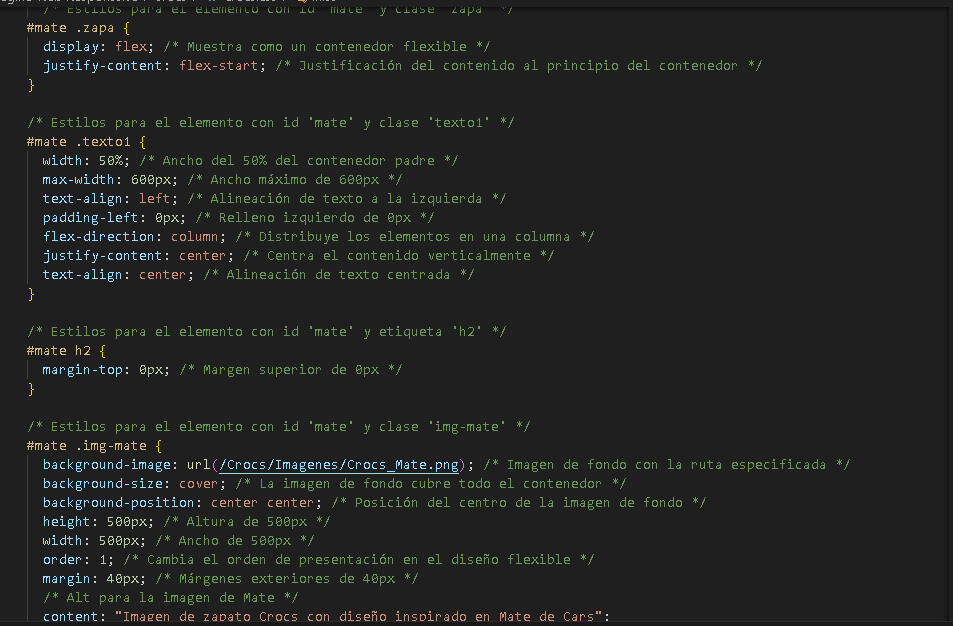 /* Estilos para el elemento con id 'mate' y clase 'zapa' */
#mate .zapa {
display: flex; /* Muestra como un contenedor flexible */
justify-content: flex-start; /* Justificación del contenido al principio del contenedor */
}
/* Estilos para el elemento con id 'mate' y clase 'texto1' */
#mate .texto1 {
width: 50%; /* Ancho del 50% del contenedor padre */
max-width: 600px; /* Ancho máximo de 600px */
text-align: left; /* Alineación de texto a la izquierda */
padding-left: 0px; /* Relleno izquierdo de 0px */
flex-direction: column; /* Distribuye los elementos en una columna */
justify-content: center; /* Centra el contenido verticalmente */
text-align: center; /* Alineación de texto centrada */
}
/* Estilos para el elemento con id 'mate' y etiqueta 'h2' */
#mate h2 {
margin-top: 0px; /* Margen superior de 0px */
}
/* Estilos para el elemento con id 'mate' y clase 'img-mate' */
#mate .img-mate {
background-image: url(/Crocs/Imagenes/Crocs_Mate.png); /* Imagen de fondo con la ruta especificada */
background-size: cover; /* La imagen de fondo cubre todo el contenedor */
background-position: center center; /* Posición del centro de la imagen de fondo */
height: 500px; /* Altura de 500px */
width: 500px; /* Ancho de 500px */
order: 1; /* Cambia el orden de presentación en el diseño flexible */
margin: 40px; /* Márgenes exteriores de 40px */
/* Alt para la imagen de Mate */
content: "Imagen de zapato Crocs con diseño inspirado en Mate de Cars";